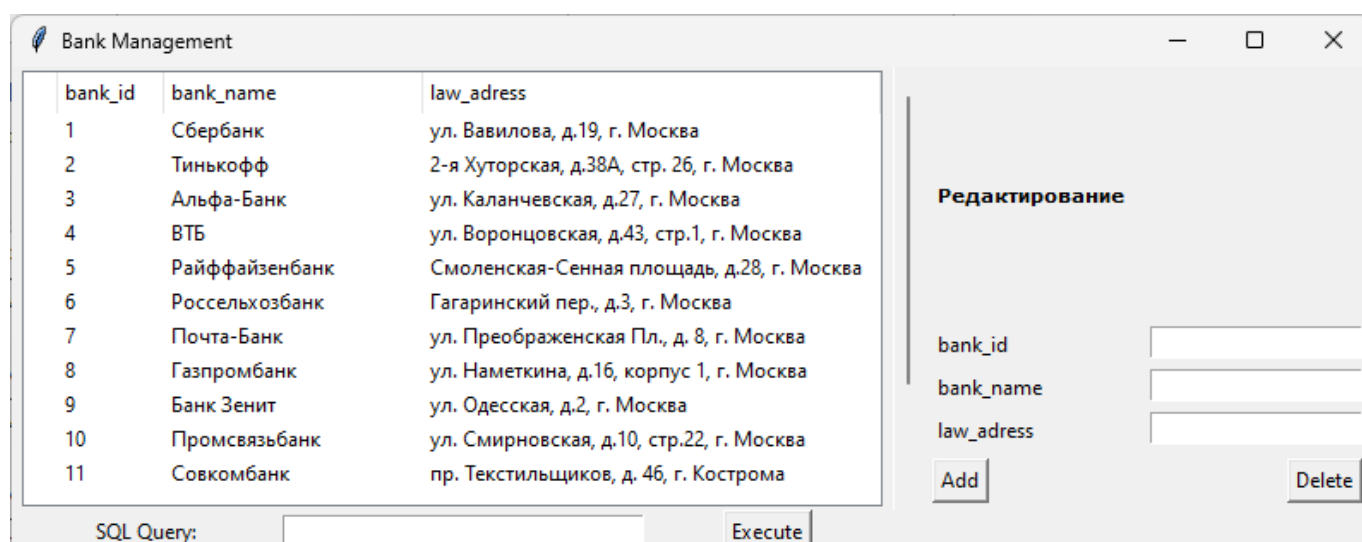 Bank Management
bank_id bank_name law_adress
1 Сбербанк ул. Вавилова, д.19, г. Москва
2 Тинькофф 2-я Хуторская, д.38А, стр. 26, г. Москва
3 Альфа-Банк ул. Каланчевская, д.27, г. Москва
4 ВТБ ул. Воронцовская, д.43, стр.1, г. Москва
5 Райффайзенбанк Смоленская-Сенная площадь, д.28, г. Москва
6 Россельхозбанк Гагаринский пер., д.3, г. Москва
7 Почта-Банк ул. Преображенская Пл., д. 8, г. Москва
8 Газпромбанк ул. Наметкина, д.16, корпус 1, г. Москва
9 Банк Зенит ул. Одесская, д.2, г. Москва
10 Промсвязьбанк ул. Смирновская, д.10, стр.22, г. Москва
11 Совкомбанк пр. Текстильщиков, д. 46, г. Кострома
SQL Query: Execute
Редактирование
bank_id
bank_name
law_adress
Add Delete